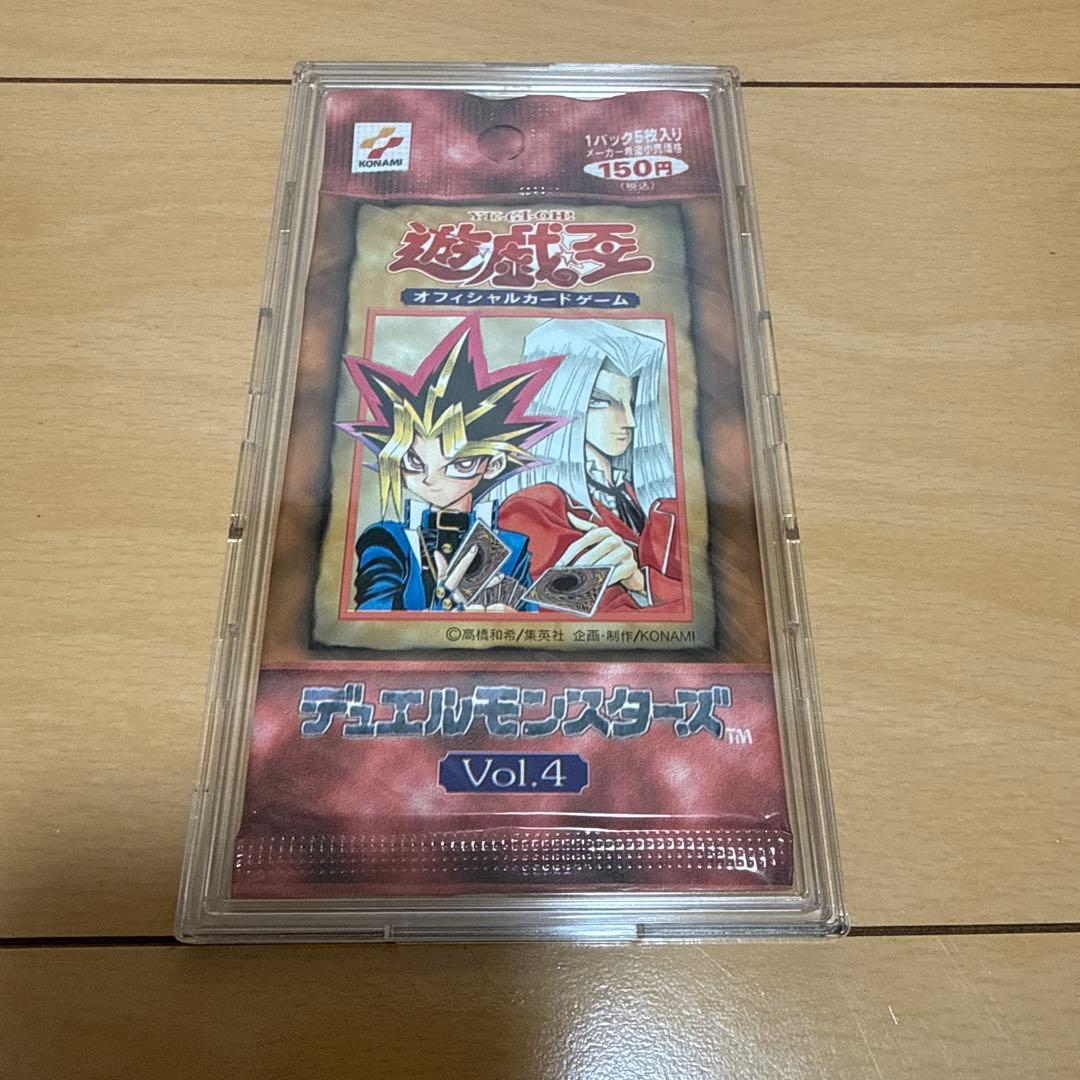 KONAMI
1パック5枚入り
メーカー希望小売価格
150円
(税込)
YU-GI-OH!
遊戯王
オフィシャルカードゲーム
©高橋和希/集英社 企画・制作/KONAMI
デュエルモンスターズ™
Vol.4